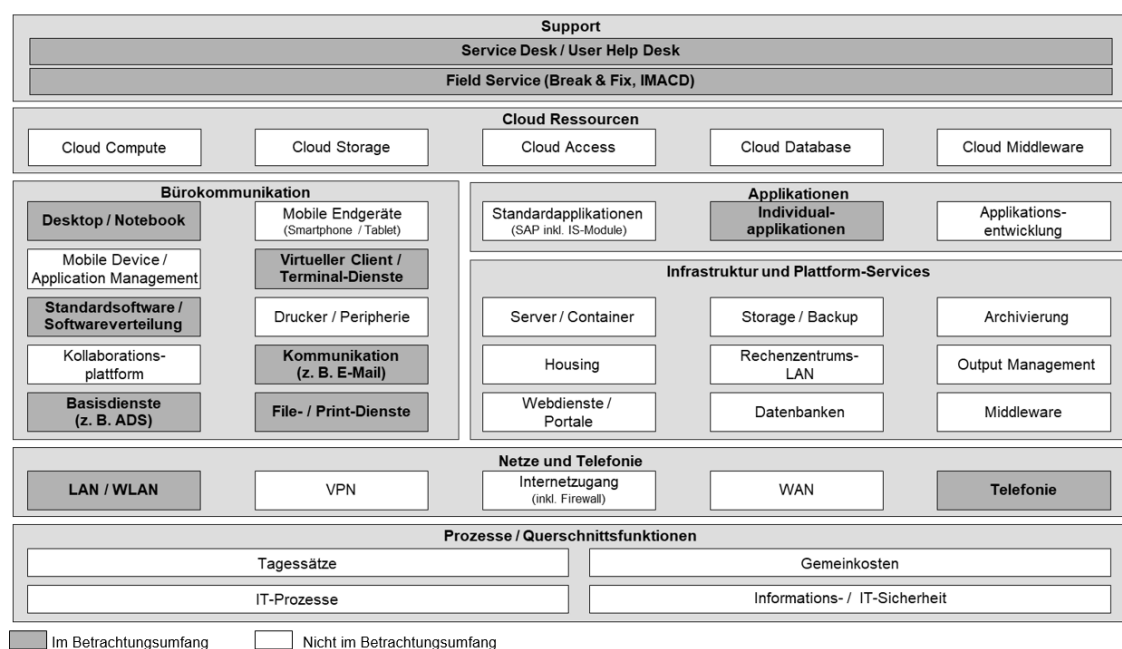 Support
Service Desk / User Help Desk
Field Service (Break & Fix, IMACD)
Cloud Ressourcen
Cloud Compute
Cloud Storage
Cloud Access
Cloud Database
Cloud Middleware
Bürokommunikation
Desktop / Notebook
Mobile Endgeräte
(Smartphone / Tablet)
Mobile Device /
Application Management
Virtueller Client /
Terminal-Dienste
Standardsoftware /
Softwareverteilung
Drucker / Peripherie
Kollaborations-
plattform
Kommunikation
(z. B. E-Mail)
Basisdienste
(z. B. ADS)
File- / Print-Dienste
Applikationen
Standardapplikationen
(SAP inkl. IS-Module)
Individual-
applikationen
Applikations-
entwicklung
Infrastruktur und Plattform-Services
Server / Container
Storage / Backup
Archivierung
Housing
Rechenzentrums-
LAN
Output Management
Webdienste /
Portale
Datenbanken
Middleware
Netze und Telefonie
LAN / WLAN
VPN
Internetzugang
(inkl. Firewall)
WAN
Telefonie
Prozesse / Querschnittsfunktionen
Tagessätze
Gemeinkosten
IT-Prozesse
Informations- / IT-Sicherheit
Im Betrachtungsumfang
Nicht im Betrachtungsumfang